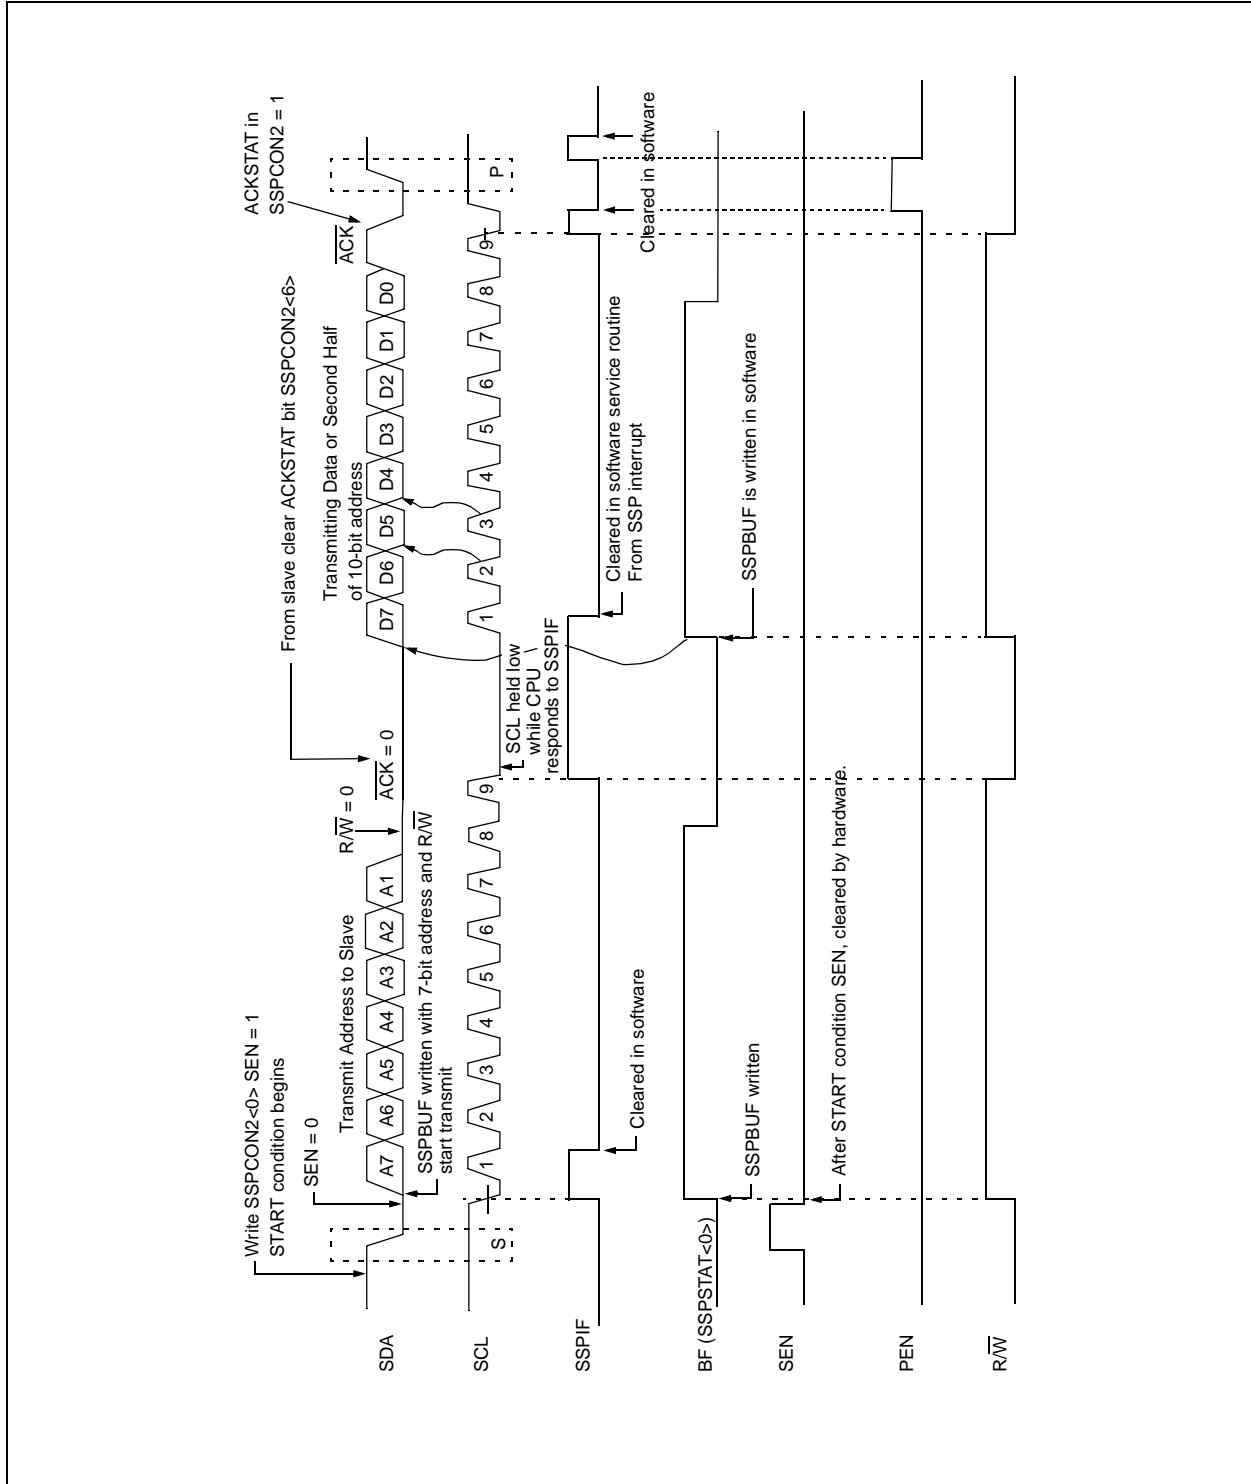 Write SSPCON2<0> SEN = 1
START condition begins
SEN = 0
Transmit Address to Slave
R/W = 0
From slave clear ACKSTAT bit SSPCON2<6>
ACK = 0
Transmitting Data or Second Half
of 10-bit address
ACK
ACKSTAT in
SSPCON2 = 1
SDA
A7 A6 A5 A4 A3 A2 A1
D7 D6 D5 D4 D3 D2 D1 D0
SSPBUF written with 7-bit address and R/W
start transmit
SCL
S
1 2 3 4 5 6 7 8 9
1 2 3 4 5 6 7 8 9
P
SCL held low
while CPU
responds to SSPIF
SSPIF
Cleared in software
Cleared in software service routine
From SSP interrupt
Cleared in software
BF (SSPSTAT<0>)
SSPBUF written
SSPBUF is written in software
SEN
After START condition SEN, cleared by hardware.
PEN
R/W